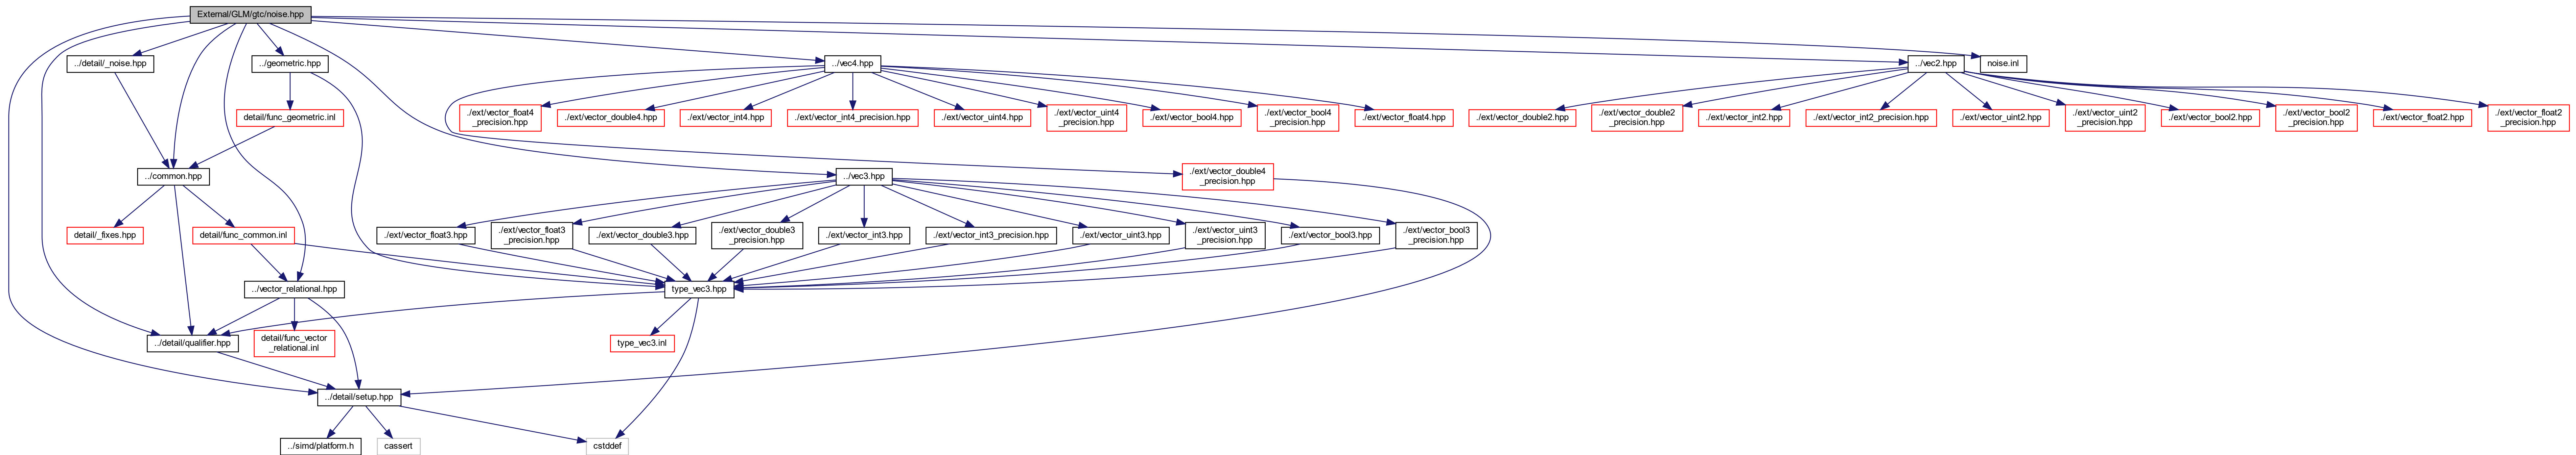 External/GLM/gtc/noise.hpp
../detail/_noise.hpp
../geometric.hpp
../vec4.hpp
../vec2.hpp
noise.inl
detail/func_geometric.inl
./ext/vector_float4
_precision.hpp
./ext/vector_double4.hpp
./ext/vector_int4.hpp
./ext/vector_int4_precision.hpp
./ext/vector_uint4.hpp
./ext/vector_uint4
_precision.hpp
./ext/vector_bool4.hpp
./ext/vector_bool4
_precision.hpp
./ext/vector_float4.hpp
./ext/vector_double2.hpp
./ext/vector_double2
_precision.hpp
./ext/vector_int2.hpp
./ext/vector_int2_precision.hpp
./ext/vector_uint2.hpp
./ext/vector_uint2
_precision.hpp
./ext/vector_bool2.hpp
./ext/vector_bool2
_precision.hpp
./ext/vector_float2.hpp
./ext/vector_float2
_precision.hpp
../common.hpp
../vec3.hpp
./ext/vector_double4
_precision.hpp
detail/_fixes.hpp
detail/func_common.inl
./ext/vector_float3.hpp
./ext/vector_float3
_precision.hpp
./ext/vector_double3.hpp
./ext/vector_double3
_precision.hpp
./ext/vector_int3.hpp
./ext/vector_int3_precision.hpp
./ext/vector_uint3.hpp
./ext/vector_uint3
_precision.hpp
./ext/vector_bool3.hpp
./ext/vector_bool3
_precision.hpp
../vector_relational.hpp
type_vec3.hpp
../detail/qualifier.hpp
detail/func_vector
_relational.inl
type_vec3.inl
../detail/setup.hpp
../simd/platform.h
cassert
cstddef